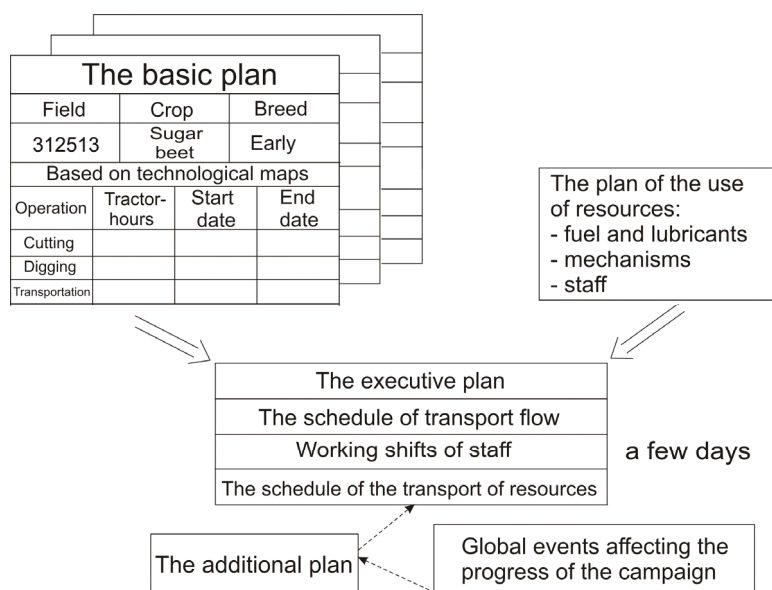 The basic plan
Field Crop Breed
312513 Sugar beet Early
Based on technological maps
Operation Tractor-hours Start date End date
Cutting
Digging
Transportation
The plan of the use
of resources:
- fuel and lubricants
- mechanisms
- staff
The executive plan
The schedule of transport flow
Working shifts of staff
a few days
The schedule of the transport of resources
The additional plan
Global events affecting the
progress of the campaign